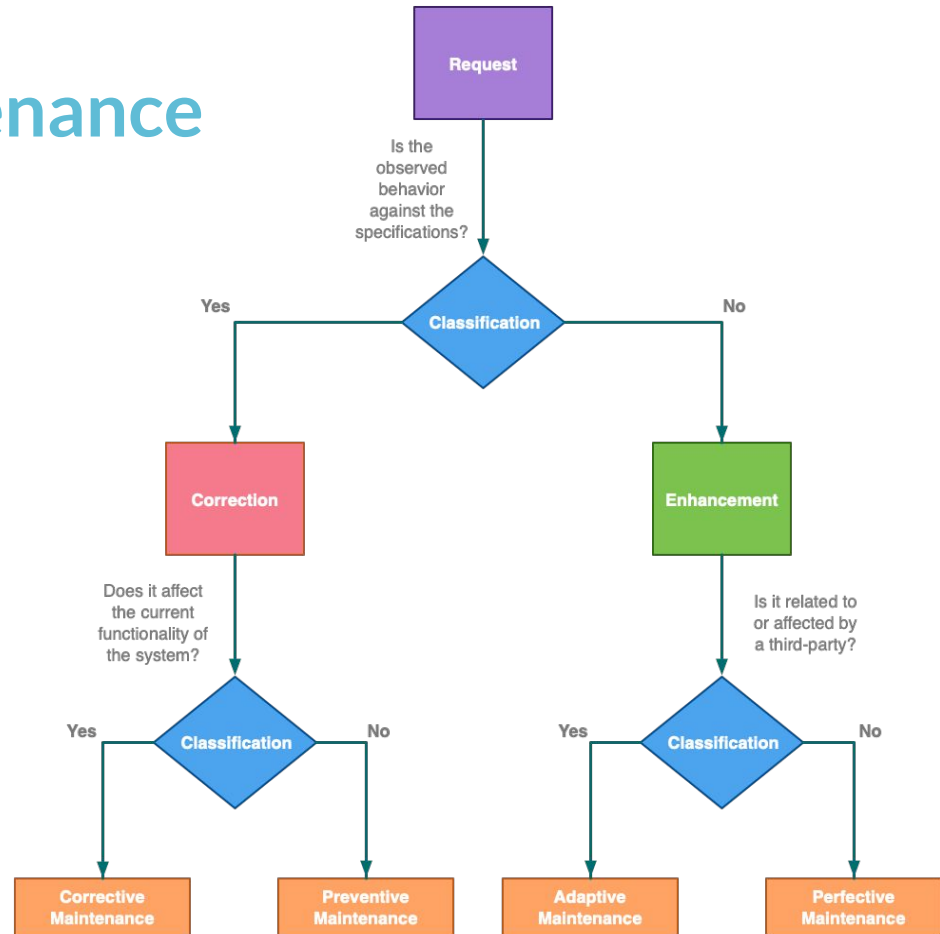 enance
Request
Is the
observed
behavior
against the
specifications?
Yes
Classification
No
Correction
Enhancement
Does it affect
the current
functionality of
the system?
Is it related to
or affected by
a third-party?
Yes
Classification
No
Yes
Classification
No
Corrective
Maintenance
Preventive
Maintenance
Adaptive
Maintenance
Perfective
Maintenance